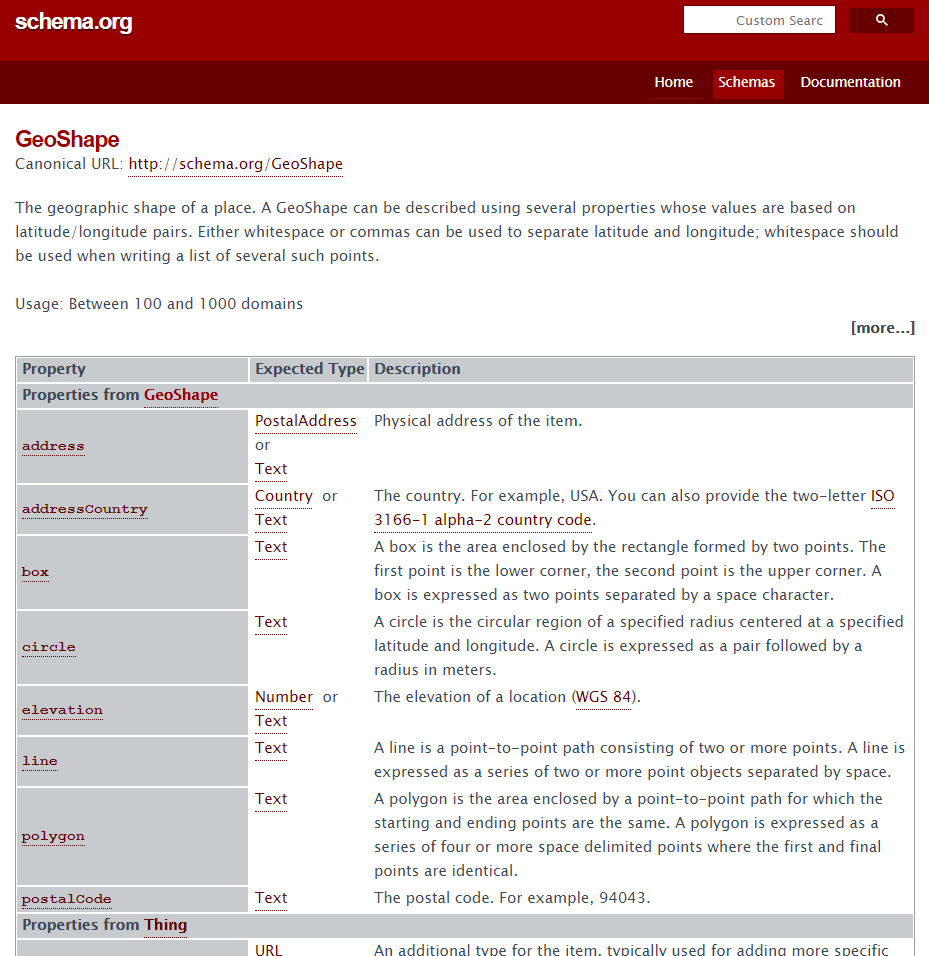 schema.org
Custom Searc
Home Schemas Documentation
GeoShape
Canonical URL: http://schema.org/GeoShape
The geographic shape of a place. A GeoShape can be described using several properties whose values are based on
latitude/longitude pairs. Either whitespace or commas can be used to separate latitude and longitude; whitespace should
be used when writing a list of several such points.
Usage: Between 100 and 1000 domains
[more...]
Property Expected Type Description
Properties from GeoShape
address PostalAddress or Text Physical address of the item.
addressCountry Country or Text The country. For example, USA. You can also provide the two-letter ISO
3166-1 alpha-2 country code.
box Text A box is the area enclosed by the rectangle formed by two points. The
first point is the lower corner, the second point is the upper corner. A
box is expressed as two points separated by a space character.
circle Text A circle is the circular region of a specified radius centered at a specified
latitude and longitude. A circle is expressed as a pair followed by a
radius in meters.
elevation Number or Text The elevation of a location (WGS 84).
line Text A line is a point-to-point path consisting of two or more points. A line is
expressed as a series of two or more point objects separated by space.
polygon Text A polygon is the area enclosed by a point-to-point path for which the
starting and ending points are the same. A polygon is expressed as a
series of four or more space delimited points where the first and final
points are identical.
postalCode Text The postal code. For example, 94043.
Properties from Thing
URL An additional type for the item, typically used for adding more specific